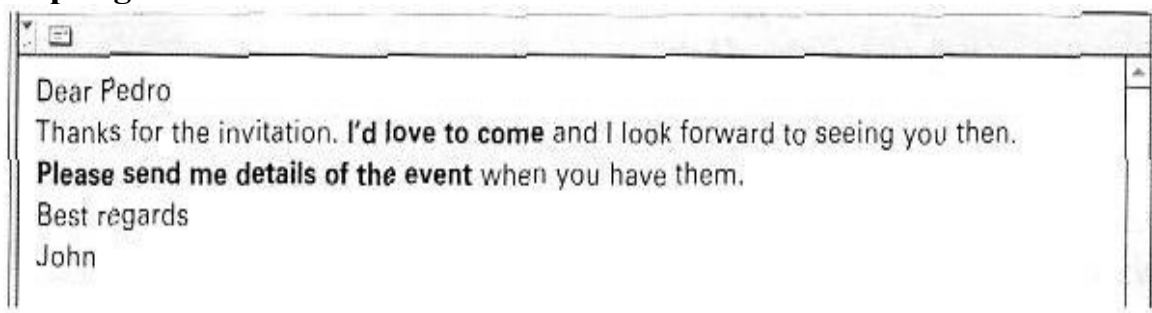 Dear Pedro
Thanks for the invitation. I'd love to come and I look forward to seeing you then.
Please send me details of the event when you have them.
Best regards
John